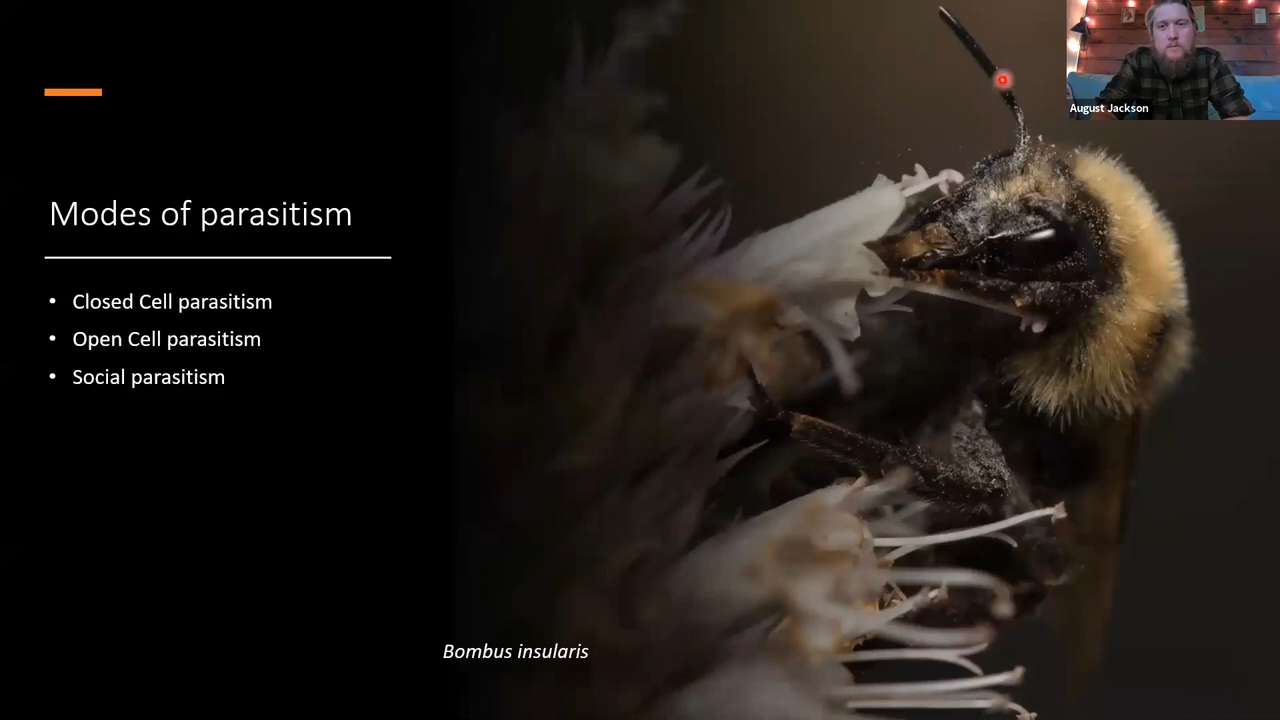 August Jackson
Modes of parasitism
• Closed Cell parasitism
• Open Cell parasitism
• Social parasitism
Bombus insularis